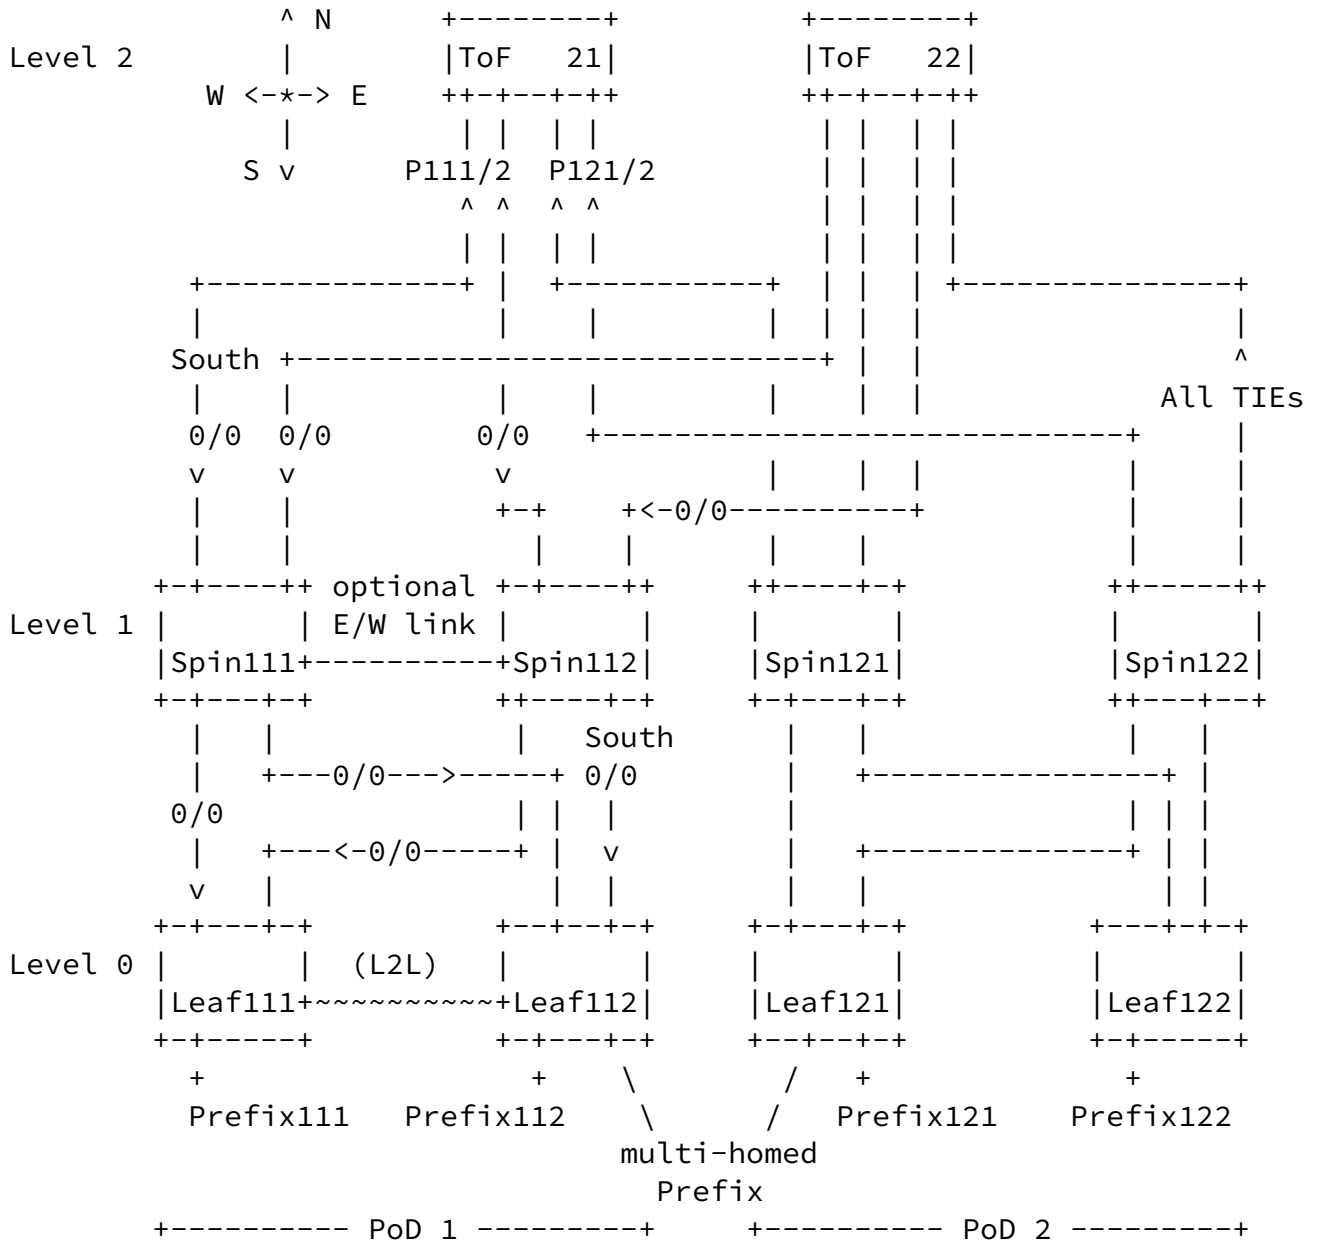 ^ N +--------+ +--------+
Level 2 | |ToF 21| |ToF 22|
W <-*-> E ++-+--+-++ ++-+--+-++
| | | | | | | | |
S v P111/2 P121/2 | | | |
^ ^ ^ ^ | | | |
| | | | | | | |
+--------------+ | +-----------+ | | | +---------------+
| | | | | | | |
South +-----------------------------+ | | ^
| | | | | | | All TIEs
0/0 0/0 0/0 +-----------------------------+ |
v v v | | | | |
| | +-+ +<-0/0----------+ | |
| | | | | | | |
+-+----++ optional +-+----++ ++----+-+ ++-----++
Level 1 | | E/W link | | | | | |
|Spin111+----------+Spin112| |Spin121| |Spin122|
+-+---+-+ ++----+-+ +-+---+-+ ++---+--+
| | | South | | | |
| +---0/0--->-----+ 0/0 | +----------------+ |
0/0 | | | | | | |
| +---<-0/0-----+ | v | +--------------+ | |
v | | | | | | |
+-+---+-+ +--+--+-+ +-+---+-+ +---+-+-+
Level 0 | | (L2L) | | | | | |
|Leaf111+~~~~~~~~~~+Leaf112| |Leaf121| |Leaf122|
+-+-----+ +-+---+-+ +--+--+-+ +-+-----+
+ + \ / + +
Prefix111 Prefix112 \ / Prefix121 Prefix122
multi-homed
Prefix
+---------- PoD 1 ---------+ +---------- PoD 2 ---------+